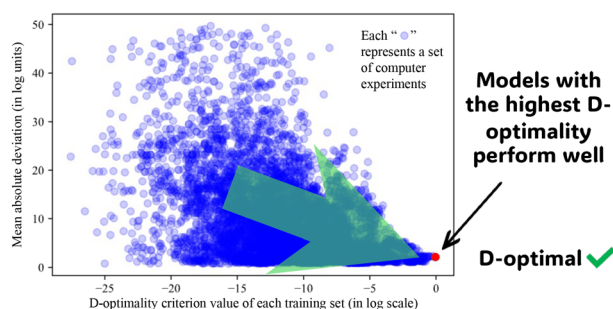 50
40
30
20
10
0
Mean absolute deviation (in log units)
Each “ ” 
represents a set
of computer
experiments
−25
−20
−15
−10
−5
0
D-optimality criterion value of each training set (in log scale)
Models with
the highest D-
optimality
perform well
D-optimal